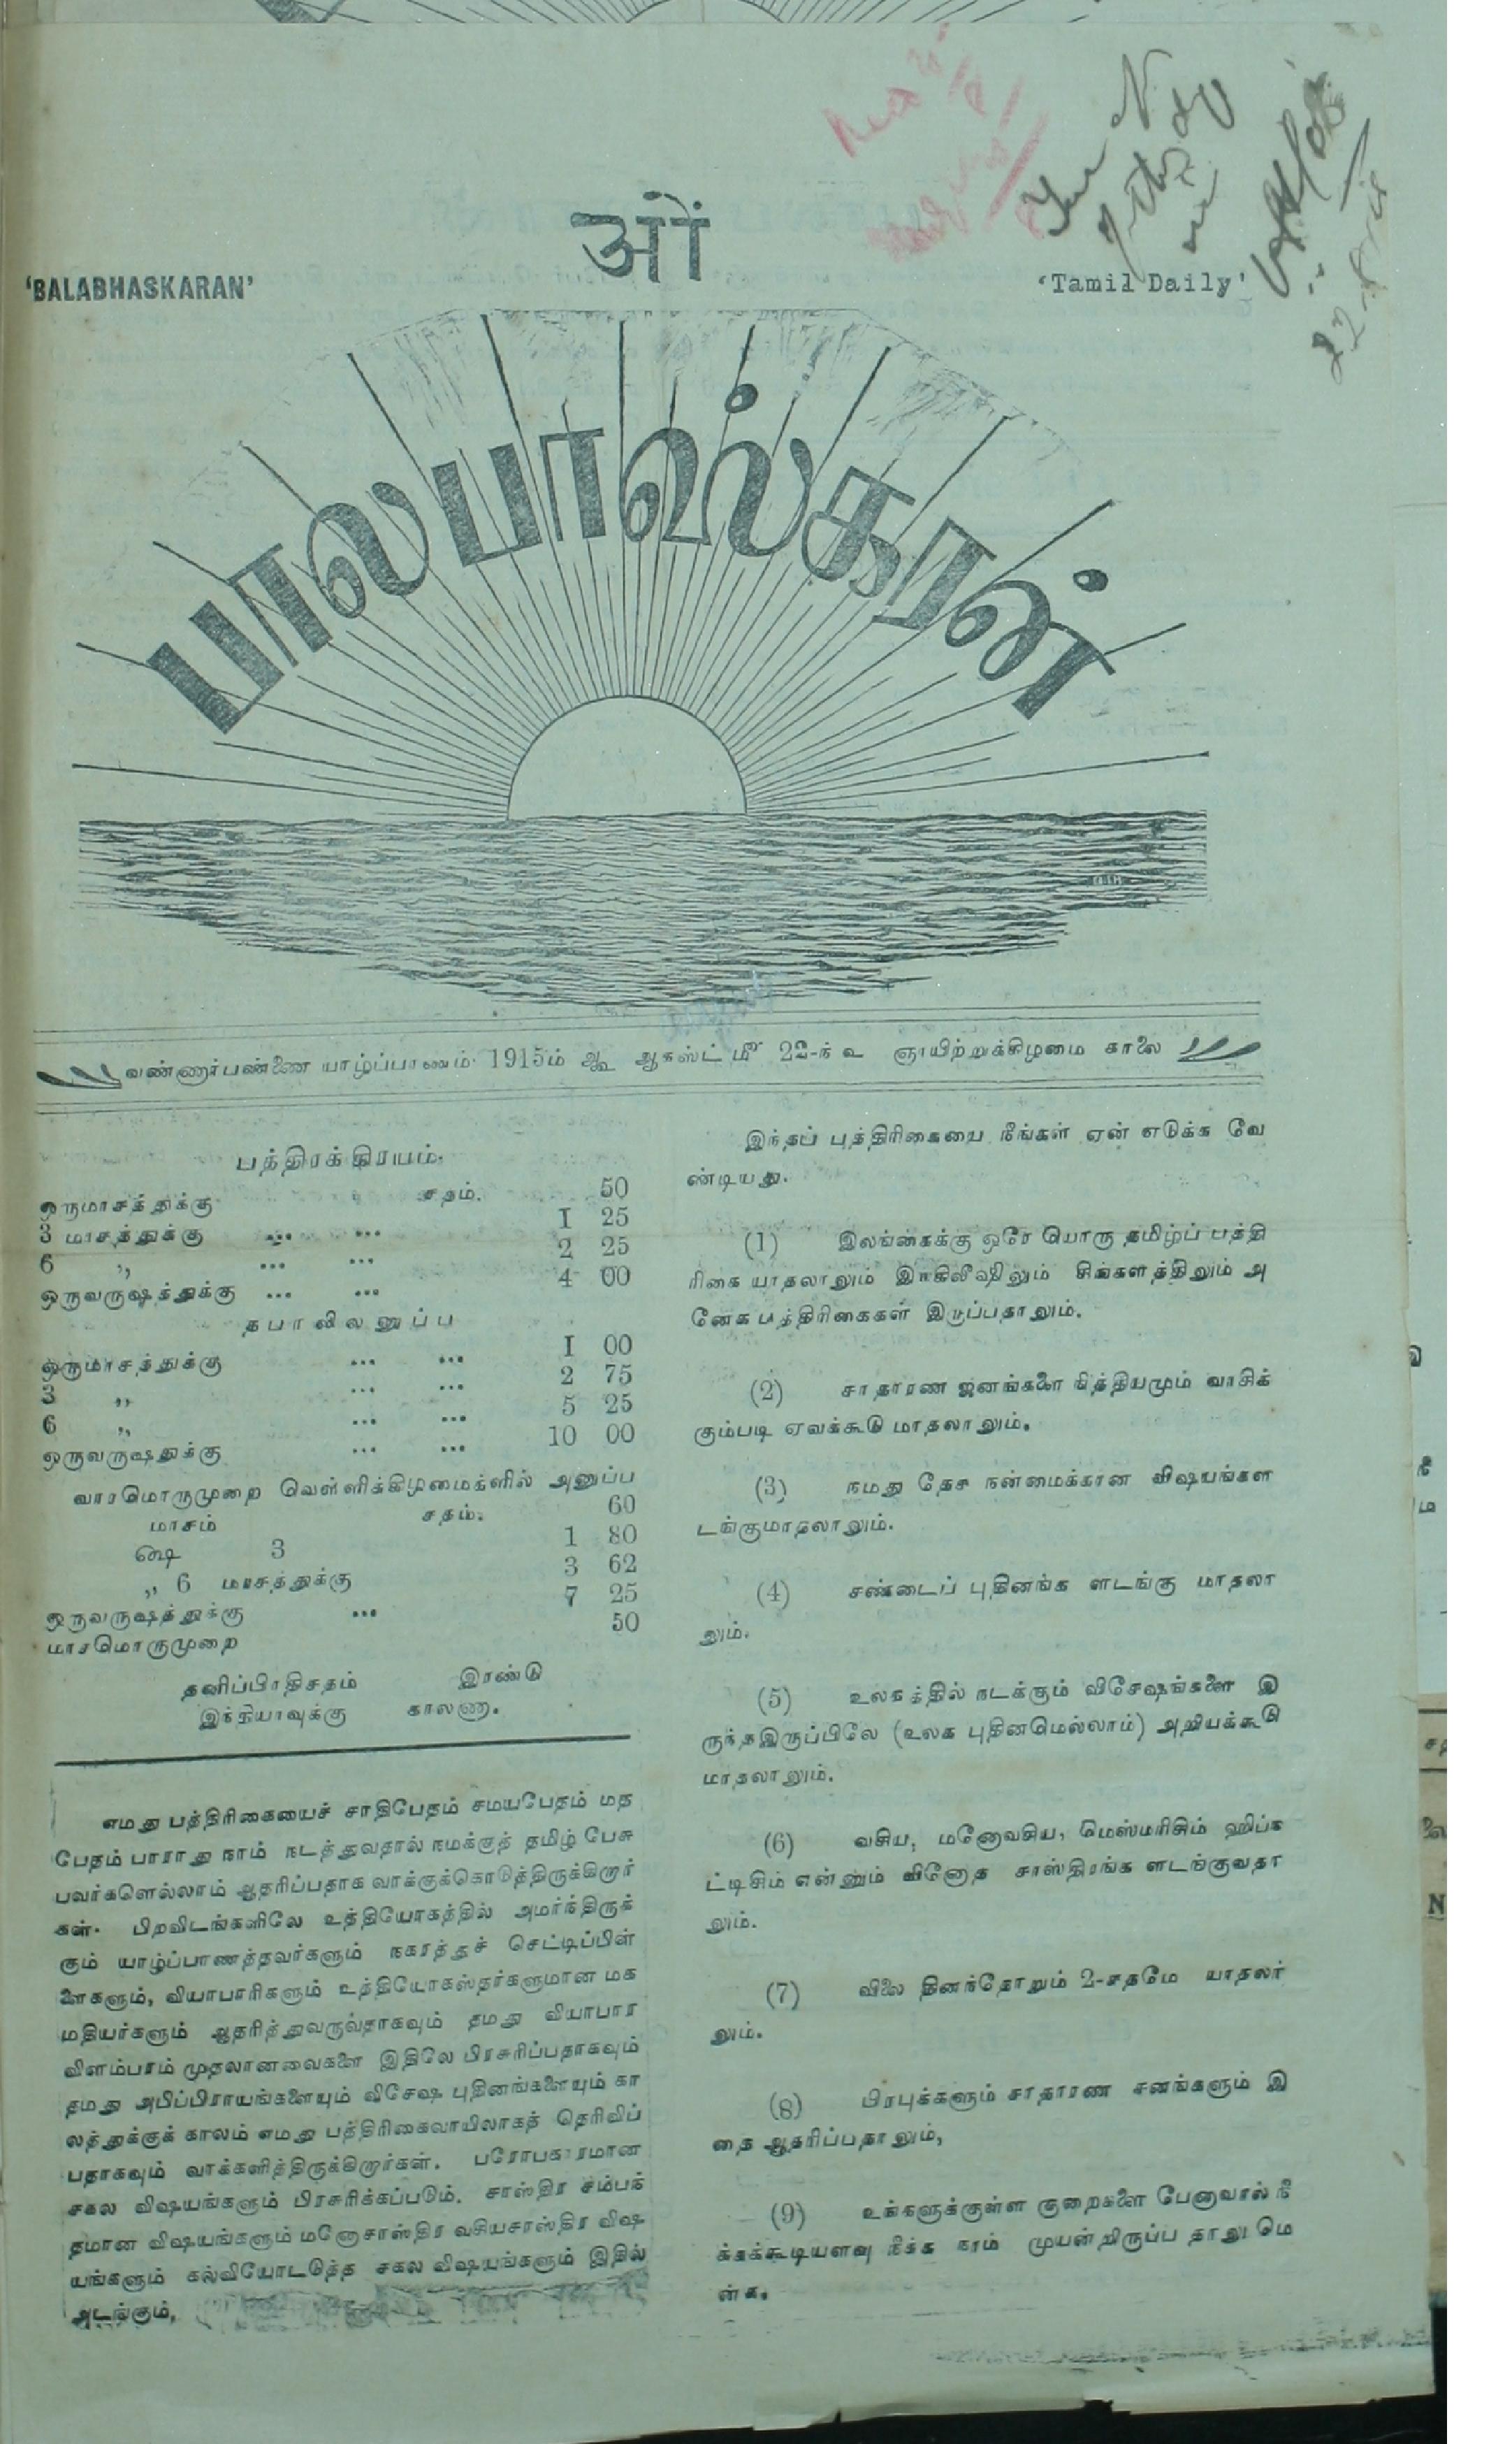 ओं
'BALABHASKARAN'
'Tamil Daily'
பாலபாஸ்கரன்
வண்ணர்பண்ணை யாழ்ப்பாணம். 1915ம் ௵ ஆகஸ்ட் ௴ 22-ந் ௳ ஞாயிற்றுக்கிழமை காலை
பத்திரக்கிரயம்.
ஒருமாசத்துக்கு சதம். 50
3 மாசத்துக்கு ... ... 1 25
6 ,, ... ... 2 25
ஒருவருஷத்துக்கு ... ... 4 00
தபாலிலனுப்ப
ஒருமாசத்துக்கு ... ... 1 00
3 ,, ... ... 2 75
6 ,, ... ... 5 25
ஒருவருஷதுக்கு ... ... 10 00
வாரமொருமுறை வெள்ளிக்கிழமைக்ளில் அனுப்ப
மாசம் சதம். 60
௸ 3 1 80
,, 6 மாசத்துக்கு 3 62
ஒருவருஷத்துக்கு ... 7 25
மாசமொருமுறை 50
தனிப்பிரதிசதம் இரண்டு
இந்தியாவுக்கு காலணா.
எமது பத்திரிகையைச் சாதிபேதம் சமயபேதம் மத
பேதம் பாராது நாம் நடத்துவதால் நமக்குத் தமிழ் பேசு
பவர்களெல்லாம் ஆதரிப்பதாக வாக்குக்கொடுத்திருக்கிறார்
கள். பிறவிடங்களிலே உத்தியோகத்தில் அமர்ந்திருக்
கும் யாழ்ப்பாணத்தவர்களும் நகரத்துச் செட்டிப்பிள்
ளைகளும், வியாபாரிகளும் உத்தியோகஸ்தர்களுமான மக
மதியர்களும் ஆதரித்துவருவதாகவும் தமது வியாபார
விளம்பரம் முதலானவைகளை இதிலே பிரசுரிப்பதாகவும்
தமது அபிப்பிராயங்களையும் விசேஷ புதினங்களையும் கா
லத்துக்குக் காலம் எமது பத்திரிகைவாயிலாகத் தெரிவிப்
பதாகவும் வாக்களித்திருக்கிறார்கள். பரோபகாரமான
சகல விஷயங்களும் பிரசுரிக்கப்படும். சாஸ்திர சம்பக்
தமான விஷயங்களும் மனோசாஸ்திர வசியசாஸ்திர விஷ
யங்களும் கல்வியோடடுத்த சகல விஷயங்களும் இதில்
அடங்கும்,
இந்தப் புத்திரிகையை நீங்கள் ஏன் எடுக்க வே
ண்டியது.
(1) இலங்கைக்கு ஒரே யொரு தமிழ்ப் பத்தி
ரிகை யாதலாலும் இங்கிலீஷிலும் சிங்களத்திலும் அ
னேக பத்திரிகைகள் இருப்பதாலும்.
(2) சாதாரண ஜனங்களை நித்தியமும் வாசிக்
கும்படி ஏவக்கூடு மாதலாலும்.
(3) நமது தேச நன்மைக்கான விஷயங்கள
டங்குமாதலாலும்.
(4) சண்டைப் புதினங்க ளடங்கு மாதலா
லும்.
(5) உலகத்தில் நடக்கும் விசேஷங்களை இ
ருந்தஇருப்பிலே (உலக புதினமெல்லாம்) அறியக்கூடு
மாதலாலும்.
(6) வசிய, மனோவசிய, மெஸ்மரிசிம் ஹிப்ந
ட்டிசிம் என்னும் வினோத சாஸ்திரங்க ளடங்குவதா
லும்.
(7) விலை தினந்தோறும் 2-சதமே யாதலா
லும்.
(8) பிரபுக்களும் சாதாரண சனங்களும் இ
தை ஆதரிப்பதாலும்,
(9) உங்களுக்குள்ள குறைகளை பேனாவால் நீ
க்கக்கூடியளவு நீக்க நாம் முயன்றிருப்ப தாலுமெ
ன்க.